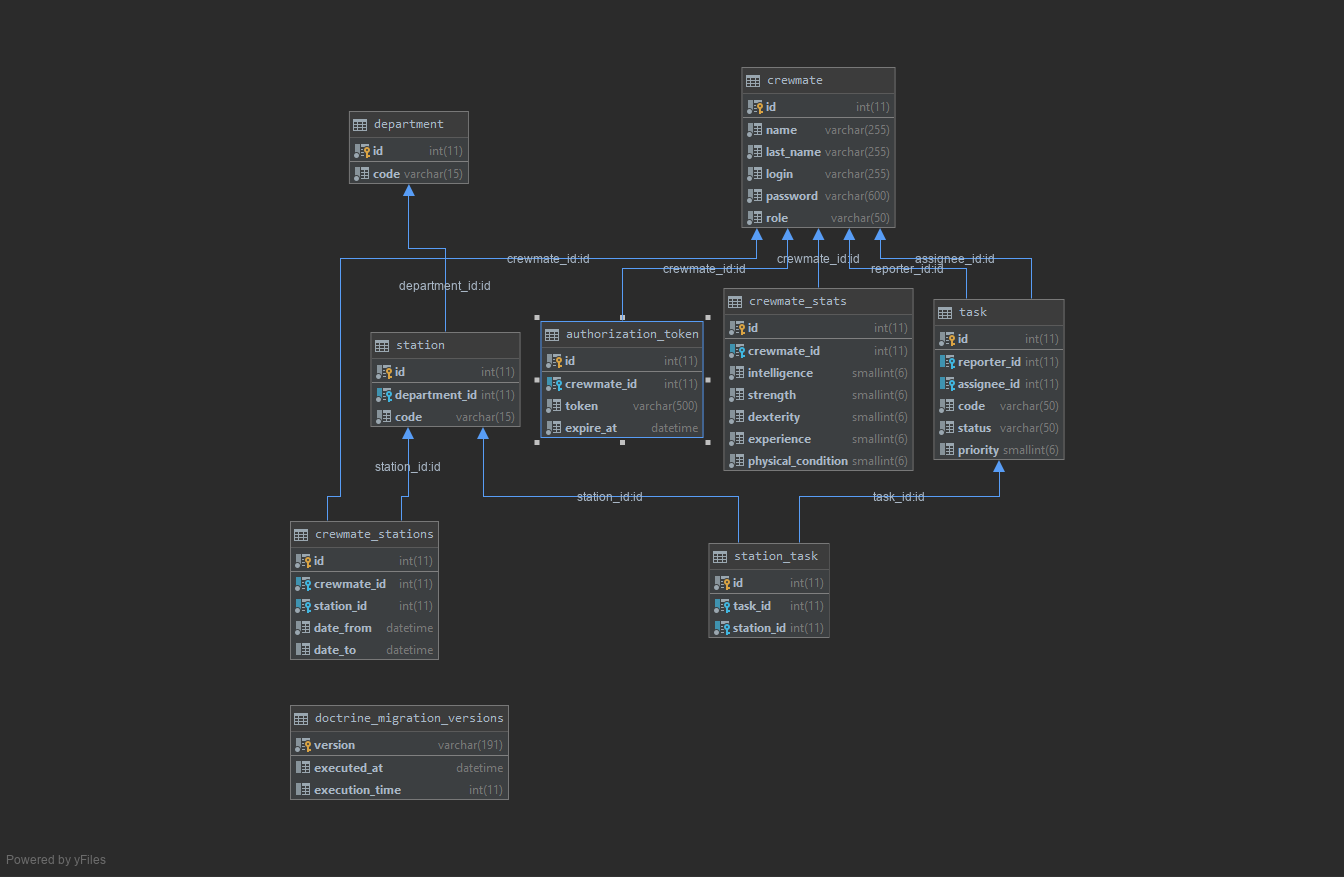 crewmate
id int(11)
name varchar(255)
last_name varchar(255)
login varchar(255)
password varchar(600)
role varchar(50)
department
id int(11)
code varchar(15)
crewmate_id:id
crewmate_id:id
crewmate_id:id
reporter_id:id
assignee_id:id
department_id:id
station
id int(11)
department_id int(11)
code varchar(15)
authorization_token
id int(11)
crewmate_id int(11)
token varchar(500)
expire_at datetime
crewmate_stats
id int(11)
crewmate_id int(11)
intelligence smallint(6)
strength smallint(6)
dexterity smallint(6)
experience smallint(6)
physical_condition smallint(6)
task
id int(11)
reporter_id int(11)
assignee_id int(11)
code varchar(50)
status varchar(50)
priority smallint(6)
station_id:id
station_id:id
task_id:id
crewmate_stations
id int(11)
crewmate_id int(11)
station_id int(11)
date_from datetime
date_to datetime
station_task
id int(11)
task_id int(11)
station_id int(11)
doctrine_migration_versions
version varchar(191)
executed_at datetime
execution_time int(11)
Powered by yFiles